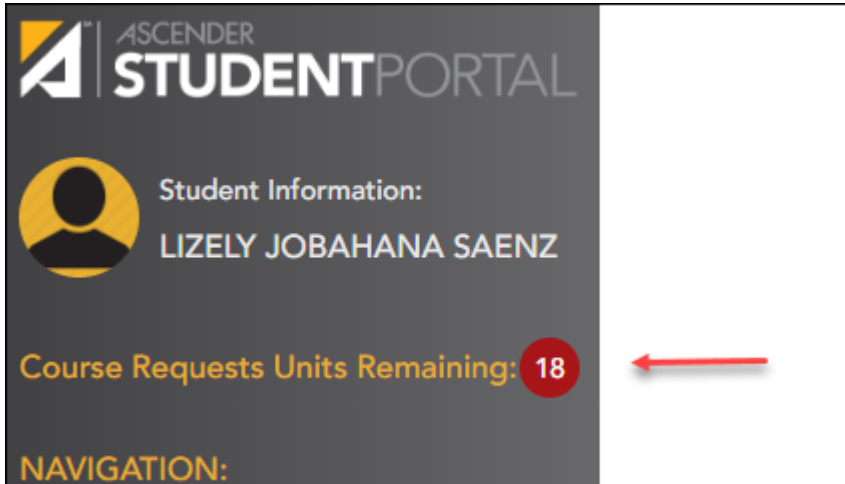 ASCENDER
STUDENTPORTAL
Student Information:
LIZELY JOBAHANA SAENZ
Course Requests Units Remaining: 18
NAVIGATION: